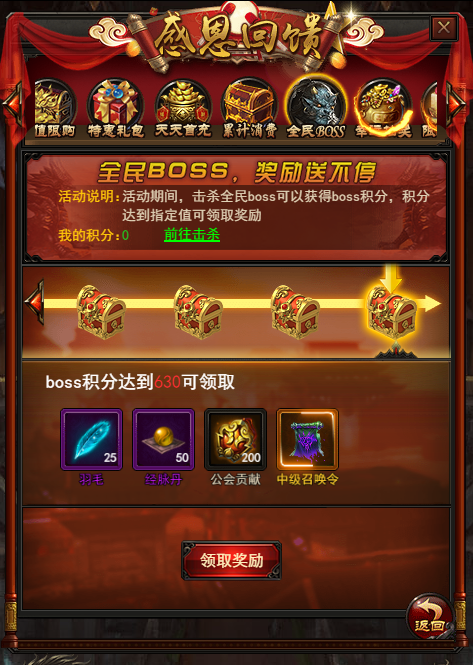 感恩回馈
值限购
特惠礼包
天天首充
累计消费
全民BOSS
全民BOSS，奖励送不停
活动说明:活动期间，击杀全民boss可以获得boss积分，积分
达到指定值可领取奖励
我的积分:0 前往击杀
boss积分达到630可领取
25
50
200
羽毛
经脉丹
公会贡献
中级召唤令
领取奖励
返回